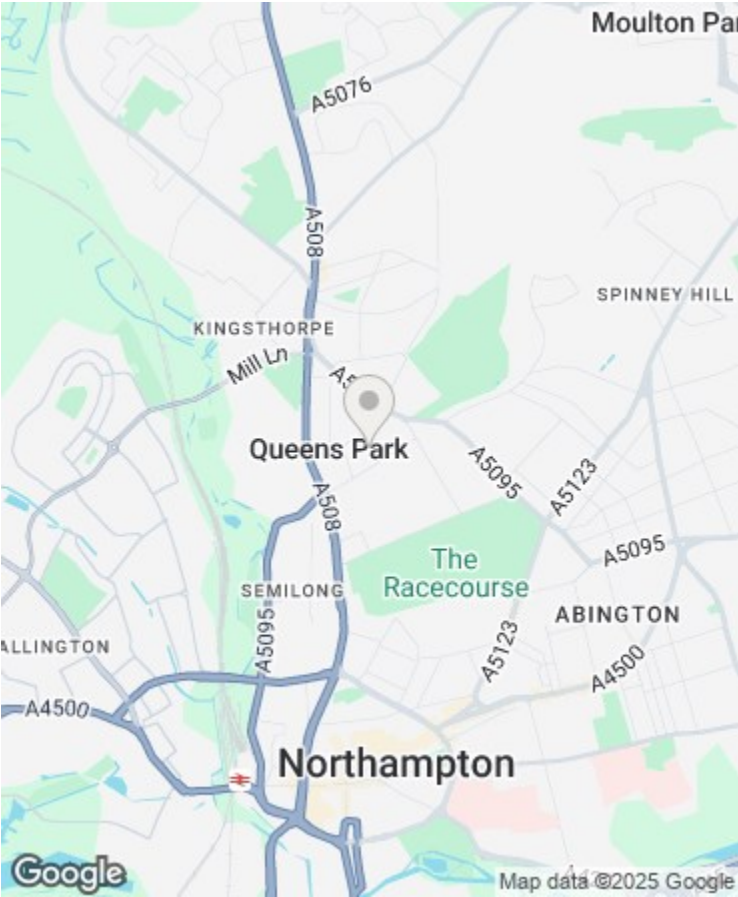 Moulton Par
A5076
A508
SPINNEY HILL
KINGSTHORPE
Mill Ln
Queens Park
A5095
A5123
A508
A5095
The
Racecourse
SEMILONG
ABINGTON
A5095
A5123
ALLINGTON
A4500
A4500
Northampton
Google
Map data ©2025 Google